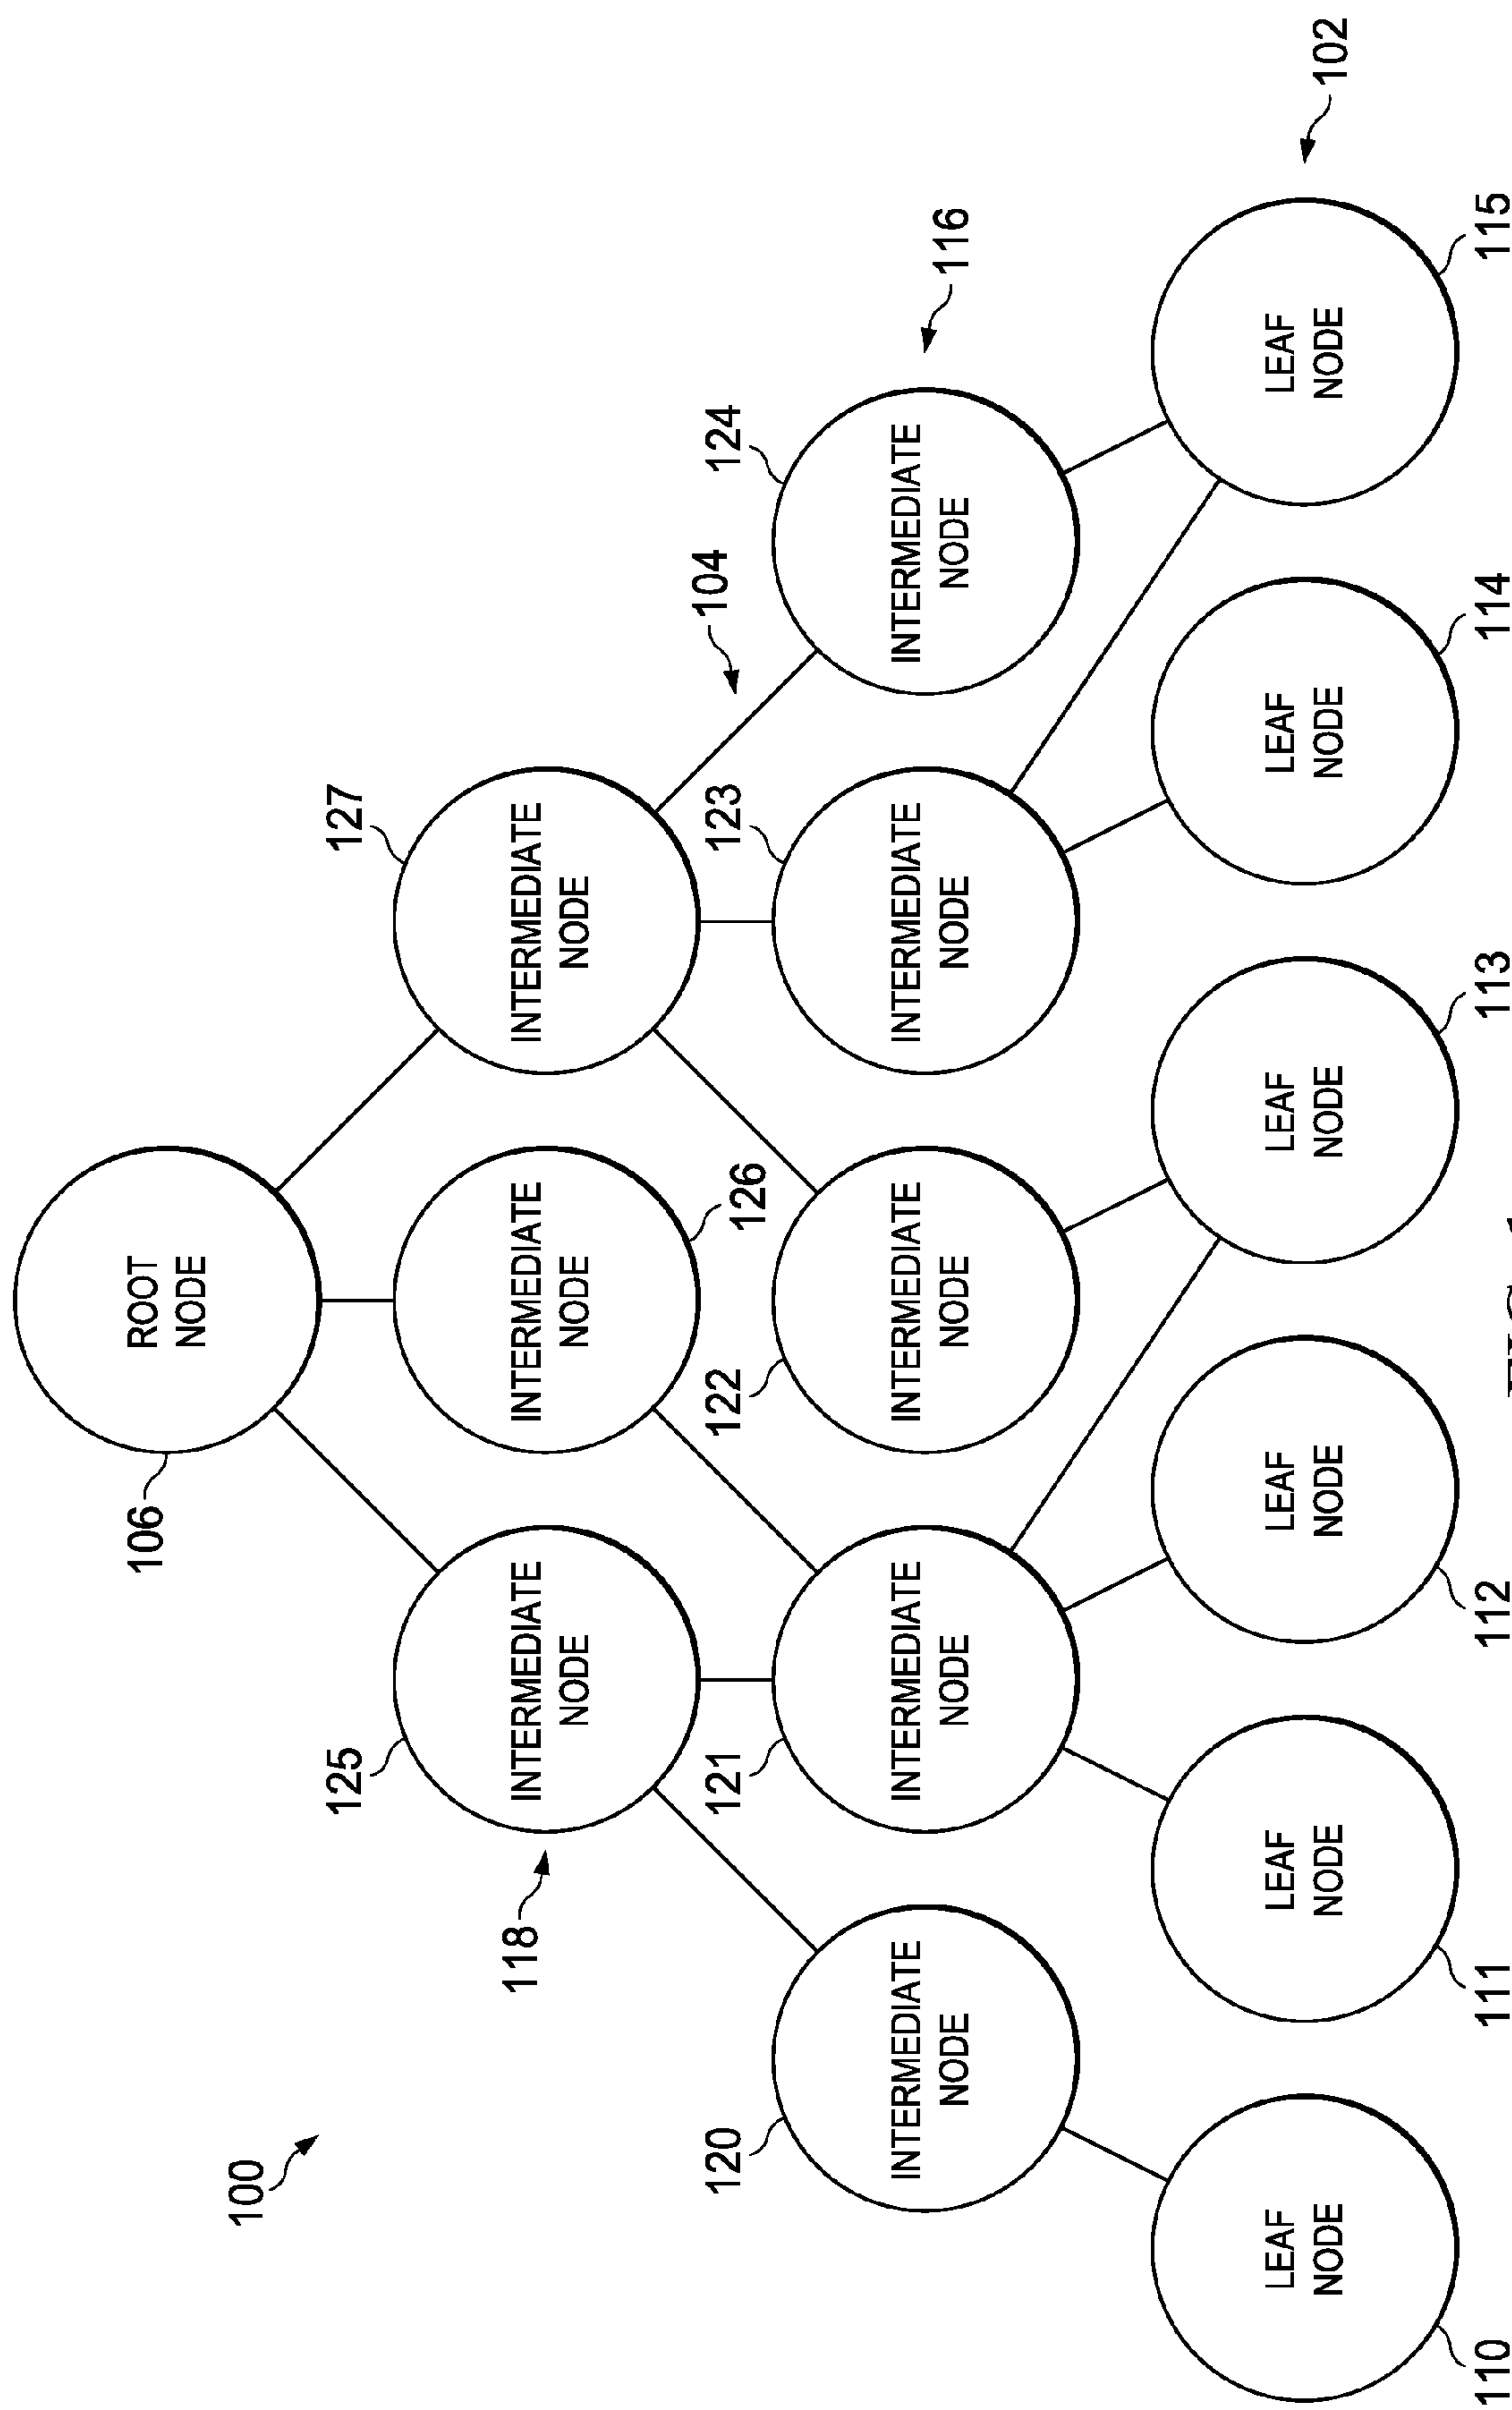 100
106
ROOT
NODE
118
125
INTERMEDIATE
NODE
INTERMEDIATE
NODE
126
127
INTERMEDIATE
NODE
104
120
INTERMEDIATE
NODE
121
INTERMEDIATE
NODE
122
INTERMEDIATE
NODE
123
INTERMEDIATE
NODE
124
INTERMEDIATE
NODE
116
LEAF
NODE
110
LEAF
NODE
111
LEAF
NODE
112
LEAF
NODE
113
LEAF
NODE
114
LEAF
NODE
115
102